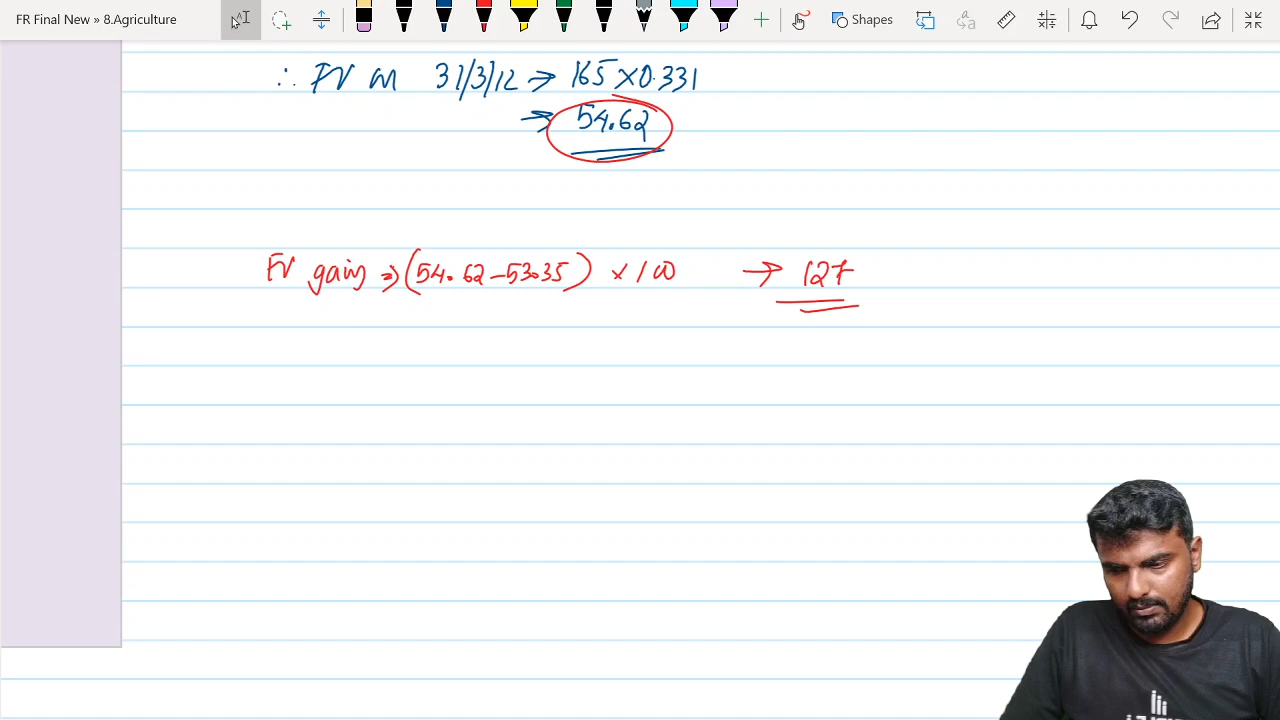 FR Final New » 8.Agriculture
Shapes
∴ FV on 31/3/12 → 165 × 0.331
→ 54.62
FV gain ⇒ (54.62 - 53.35) × 100 → 127